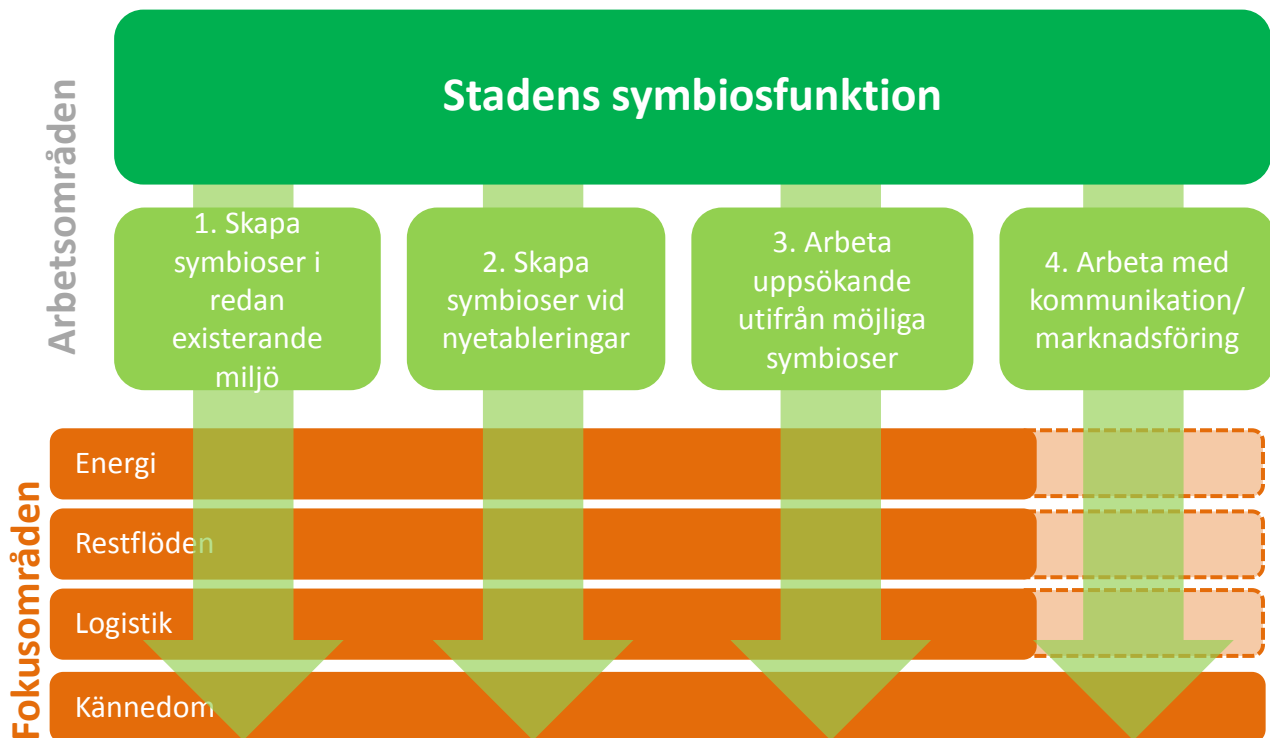 Arbetsområden
Stadens symbiosfunktion
1. Skapa
symbioser i
redan
existerande
miljö
2. Skapa
symbioser vid
nyetableringar
3. Arbeta
uppsökande
utifrån möjliga
symbioser
4. Arbeta med
kommunikation/
marknadsföring
Fokusområden
Energi
Restflöden
Logistik
Kännedom